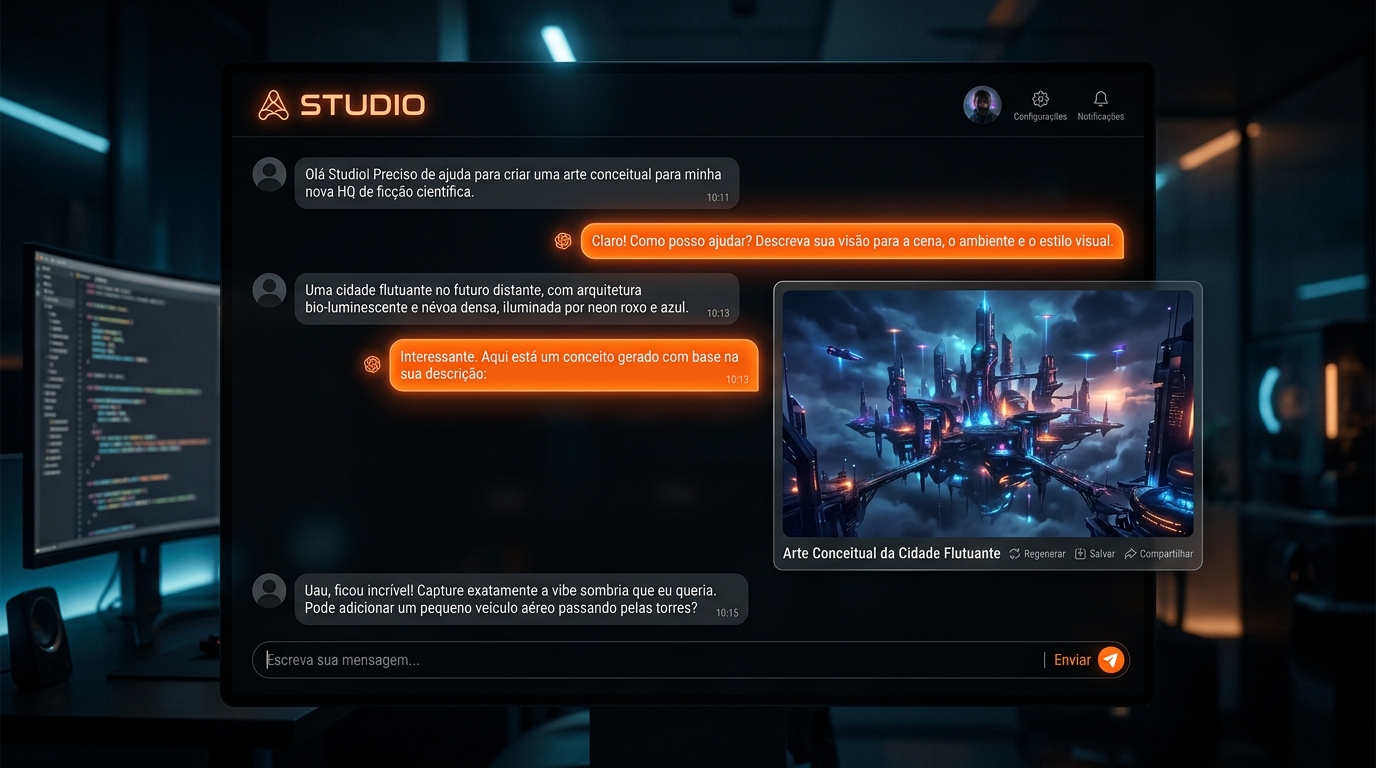 STUDIO
Configurações
Notificações
Olá Studio! Preciso de ajuda para criar uma arte conceitual para minha
nova HQ de ficção científica.
10:11
Claro! Como posso ajudar? Descreva sua visão para a cena, o ambiente e o estilo visual.
Uma cidade flutuante no futuro distante, com arquitetura
bio-luminescente e névoa densa, iluminada por neon roxo e azul.
10:13
Interessante. Aqui está um conceito gerado com base na
sua descrição:
10:13
Arte Conceitual da Cidade Flutuante
Regenerar
Salvar
Compartilhar
Uau, ficou incrível! Capture exatamente a vibe sombria que eu queria.
Pode adicionar um pequeno veiculo aéreo passando pelas torres?
10:15
Escreva sua mensagem...
Enviar